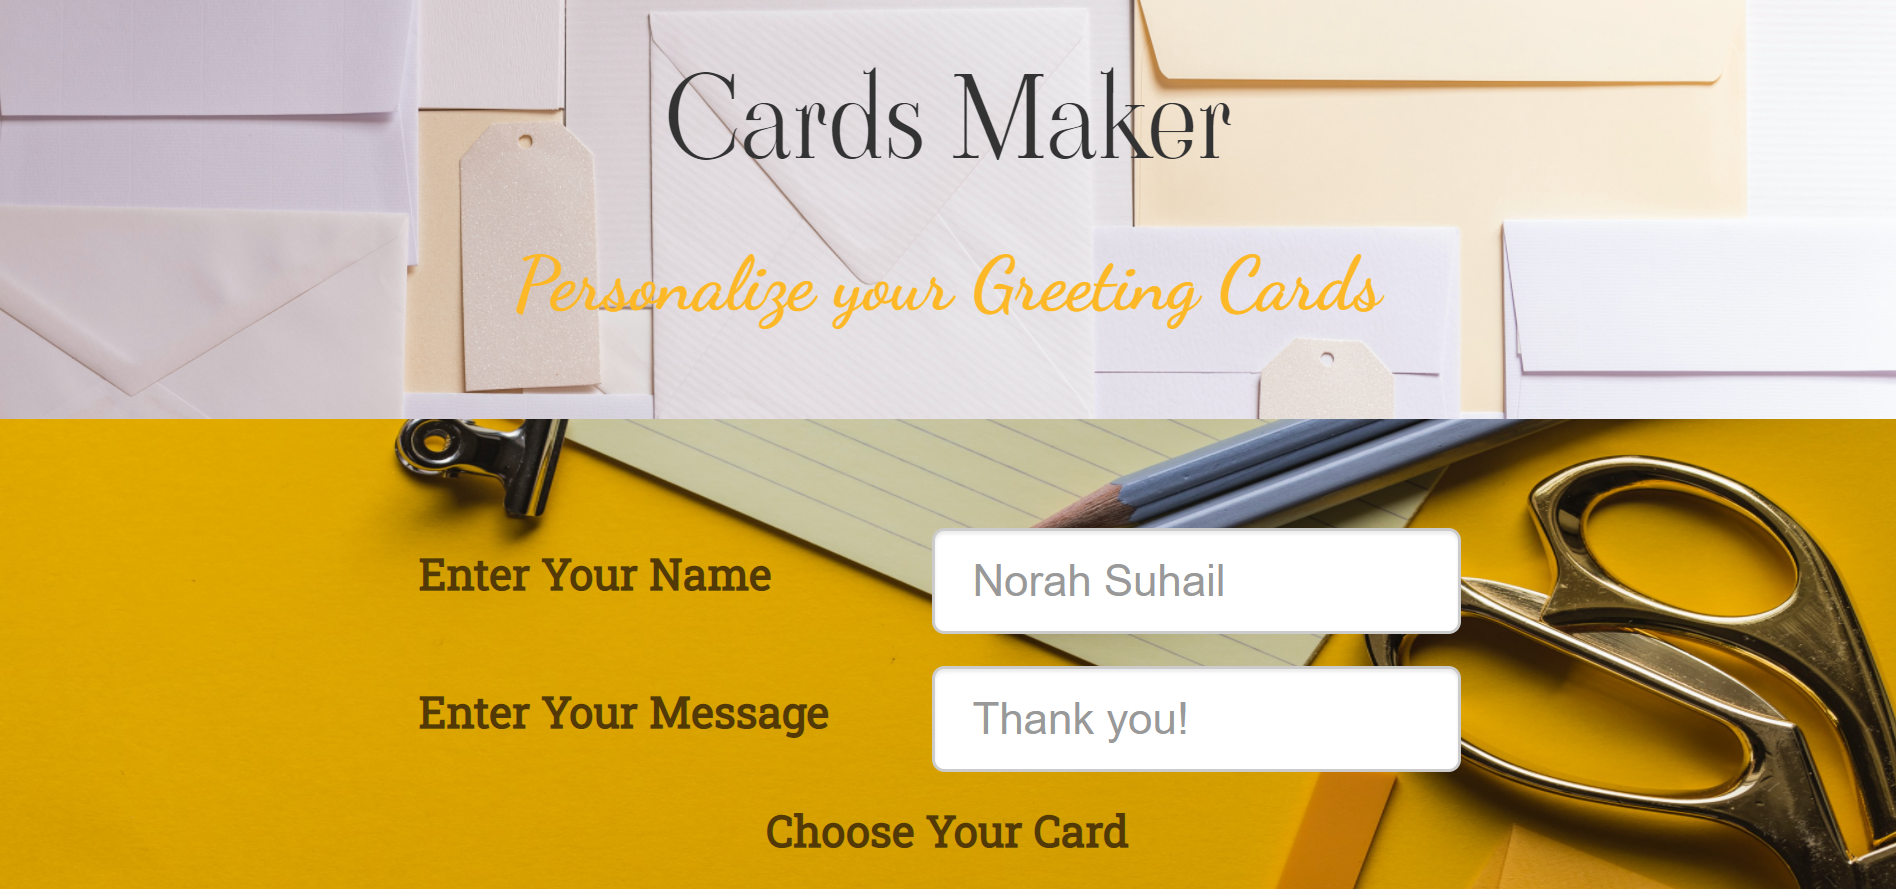 Cards Maker
Personalize your Greeting Cards
Enter Your Name
Norah Suhail
Enter Your Message
Thank you!
Choose Your Card